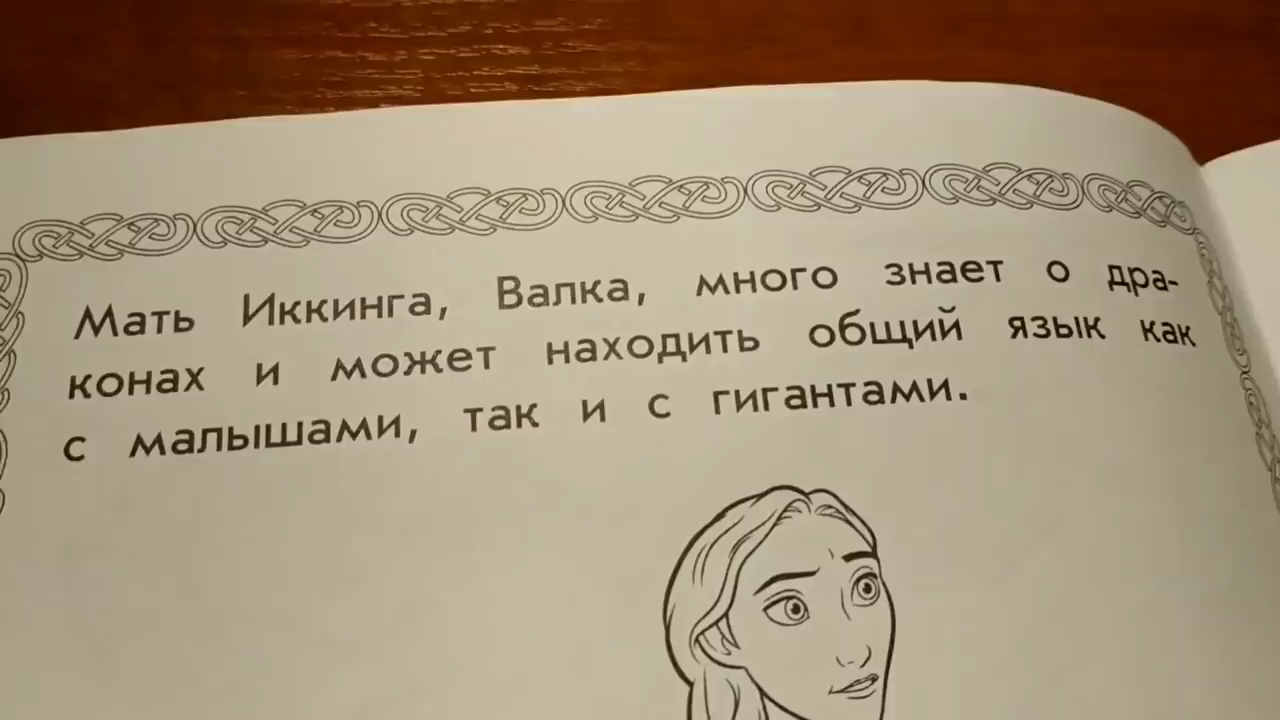 Мать Иккинга, Валка, много знает о дра-
конах и может находить общий язык как
с малышами, так и с гигантами.